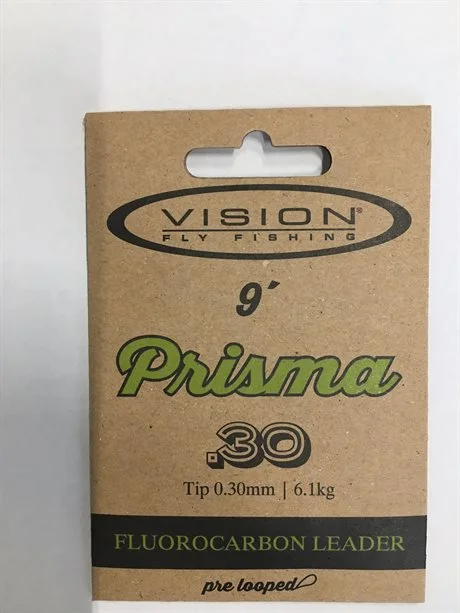 VISION®
FLY FISHING
9´
Prisma
.30
Tip 0.30mm | 6.1kg
FLUOROCARBON LEADER
pre looped